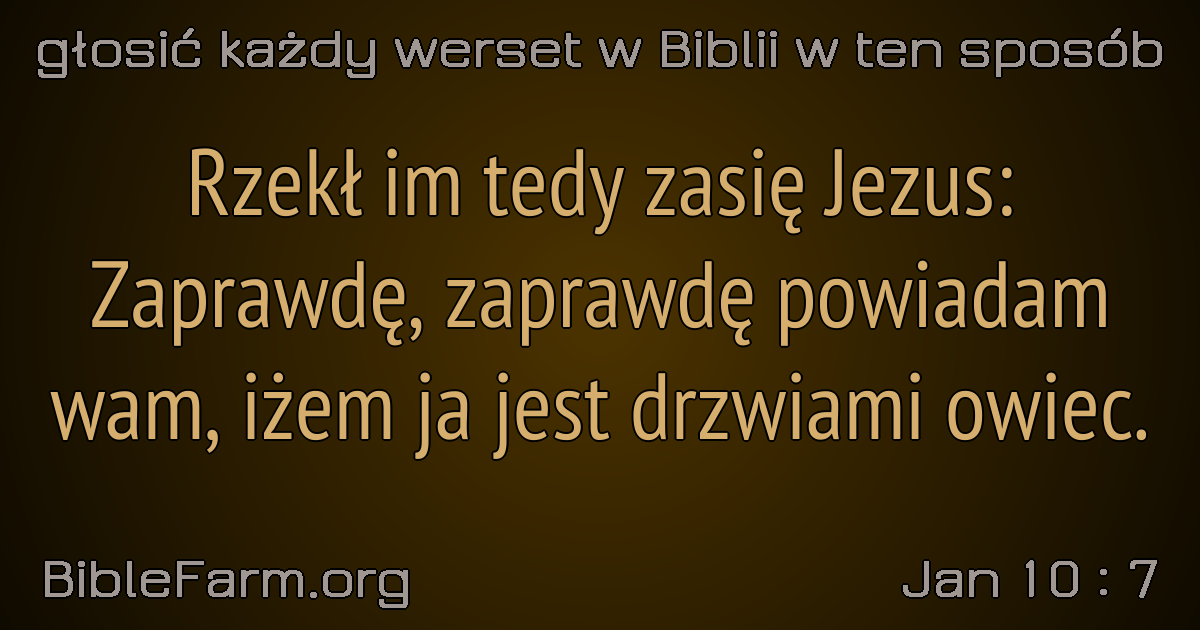 głosić każdy werset w Biblii w ten sposób
Rzekł im tedy zasię Jezus:
Zaprawdę, zaprawdę powiadam
wam, iżem ja jest drzwiami owiec.
BibleFarm.org
Jan 10 : 7